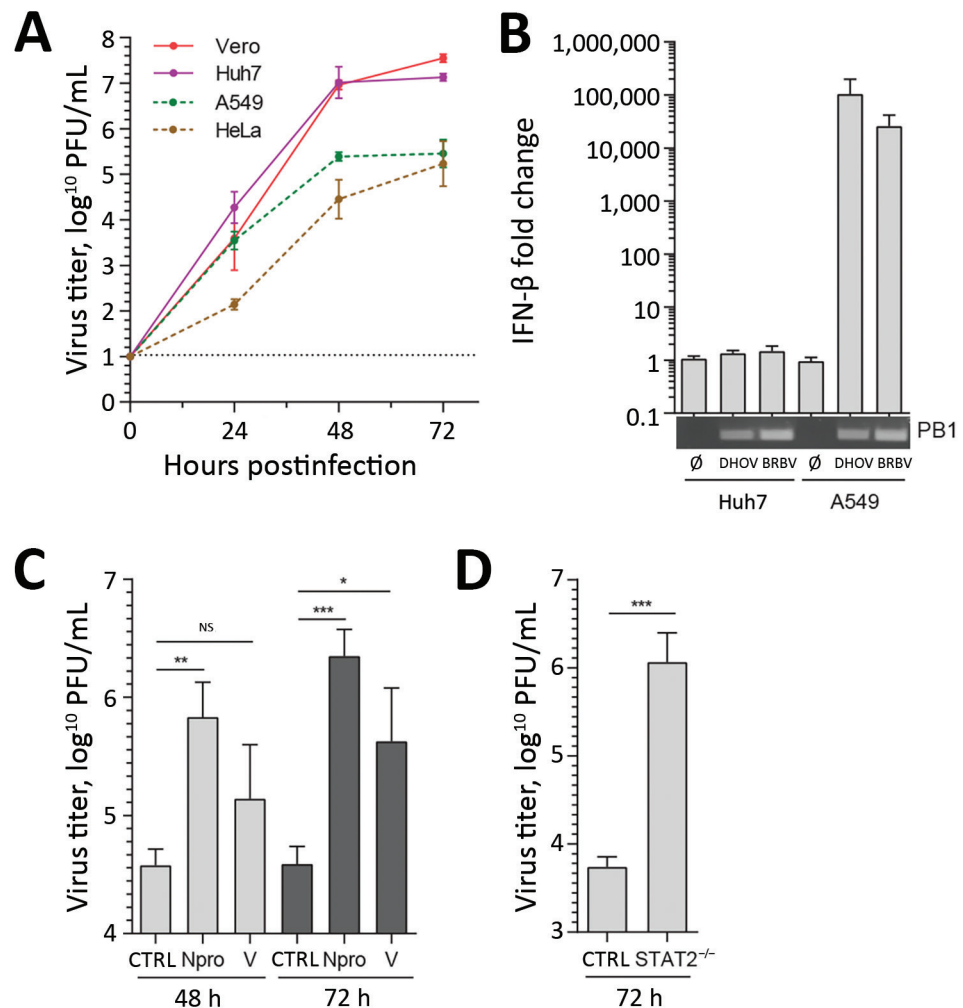 A
Virus titer, log¹⁰ PFU/mL
8
7
6
5
4
3
2
1
0
Vero
Huh7
A549
HeLa
0 24 48 72
Hours postinfection
B
IFN-β fold change
1,000,000
100,000
10,000
1,000
100
10
1
0.1
PB1
Ø DHOV BRBV Ø DHOV BRBV
Huh7 A549
C
Virus titer, log¹⁰ PFU/mL
7
6
5
4
NS
**
*
***
CTRL Npro V CTRL Npro V
48 h 72 h
D
Virus titer, log¹⁰ PFU/mL
7
6
5
4
3
***
CTRL STAT2⁻/⁻
72 h